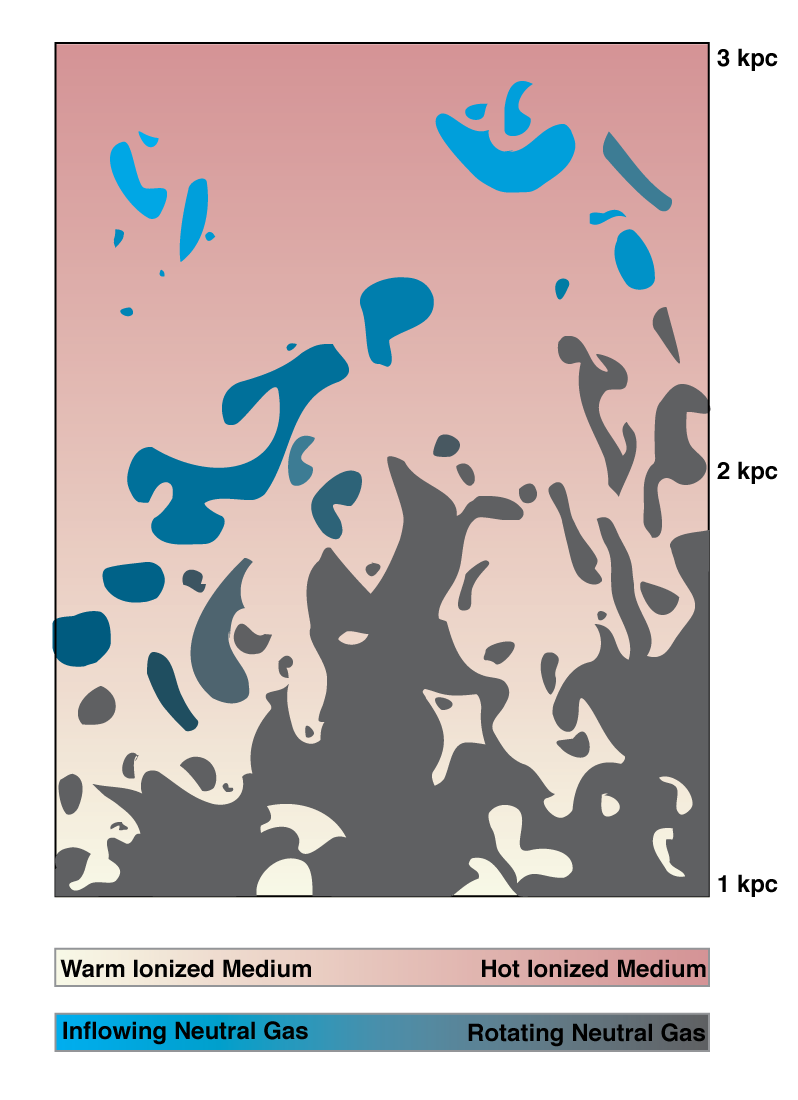 3 kpc
2 kpc
1 kpc
Warm Ionized Medium Hot Ionized Medium
Inflowing Neutral Gas Rotating Neutral Gas